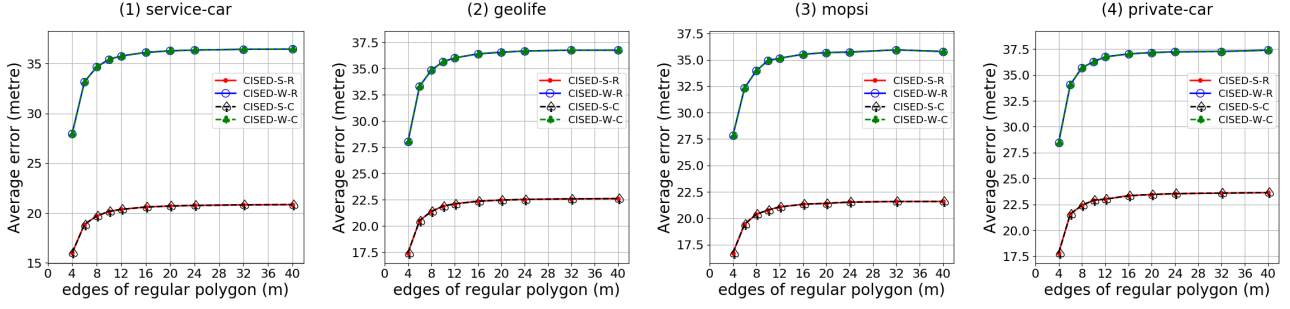 (1) service-car
Average error (metre)
35
30
25
20
15
0 4 8 12 16 20 24 28 32 36 40
edges of regular polygon (m)
CISED-S-R
CISED-W-R
CISED-S-C
CISED-W-C
(2) geolife
Average error (metre)
37.5
35.0
32.5
30.0
27.5
25.0
22.5
20.0
17.5
0 4 8 12 16 20 24 28 32 36 40
edges of regular polygon (m)
CISED-S-R
CISED-W-R
CISED-S-C
CISED-W-C
(3) mopsi
Average error (metre)
37.5
35.0
32.5
30.0
27.5
25.0
22.5
20.0
17.5
0 4 8 12 16 20 24 28 32 36 40
edges of regular polygon (m)
CISED-S-R
CISED-W-R
CISED-S-C
CISED-W-C
(4) private-car
Average error (metre)
37.5
35.0
32.5
30.0
27.5
25.0
22.5
20.0
17.5
0 4 8 12 16 20 24 28 32 36 40
edges of regular polygon (m)
CISED-S-R
CISED-W-R
CISED-S-C
CISED-W-C